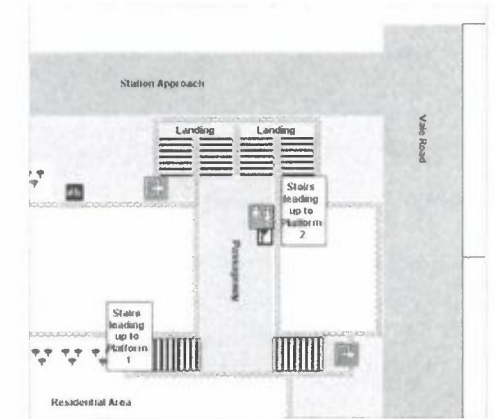 Station Approach
Landing
Landing
Vale Road
Stairs
leading
up to
Platform
2
Passageway
Stairs
leading
up to
Platform
1
Residential Area